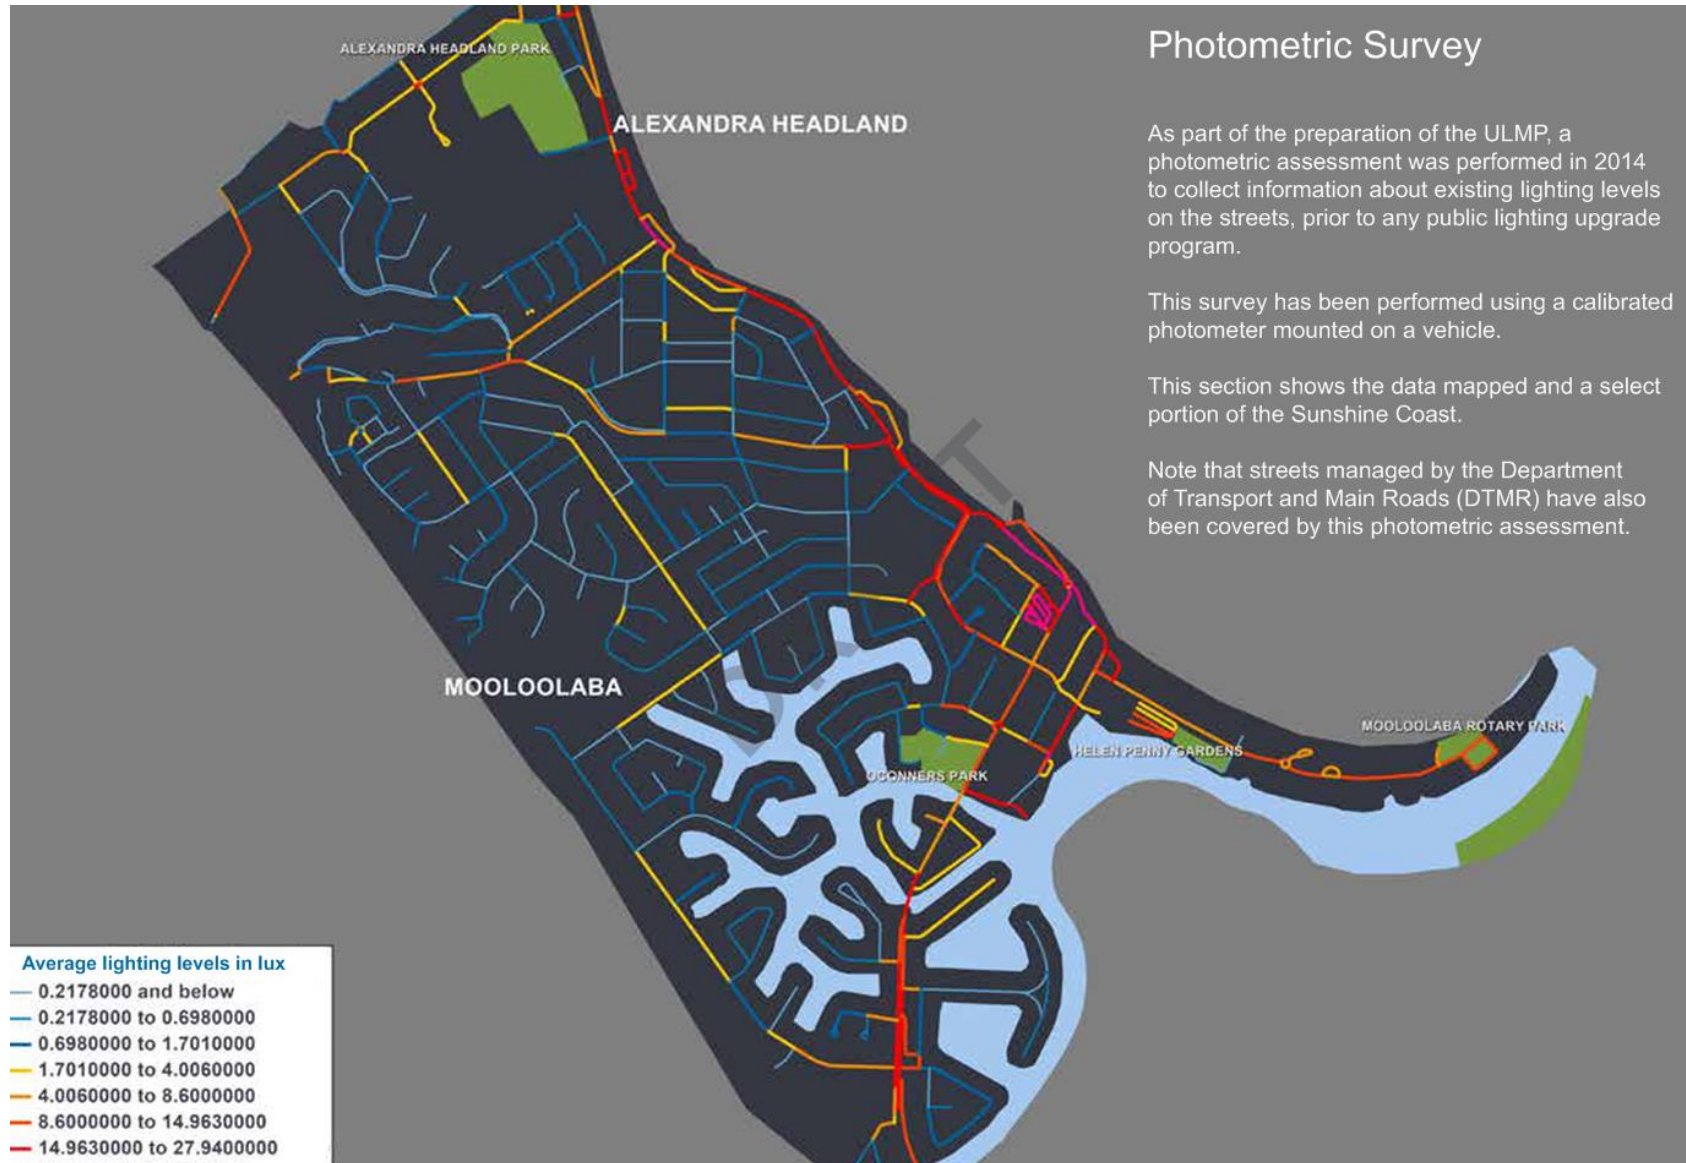 Photometric Survey
As part of the preparation of the ULMP, a
photometric assessment was performed in 2014
to collect information about existing lighting levels
on the streets, prior to any public lighting upgrade
program.
This survey has been performed using a calibrated
photometer mounted on a vehicle.
This section shows the data mapped and a select
portion of the Sunshine Coast.
Note that streets managed by the Department
of Transport and Main Roads (DTMR) have also
been covered by this photometric assessment.
ALEXANDRA HEADLAND PARK
ALEXANDRA HEADLAND
MOOLOOLABA
MOOLOOLABA ROTARY PARK
HELEN PENNY GARDENS
OCONNERS PARK
DRAFT
Average lighting levels in lux
0.2178000 and below
0.2178000 to 0.6980000
0.6980000 to 1.7010000
1.7010000 to 4.0060000
4.0060000 to 8.6000000
8.6000000 to 14.9630000
14.9630000 to 27.9400000